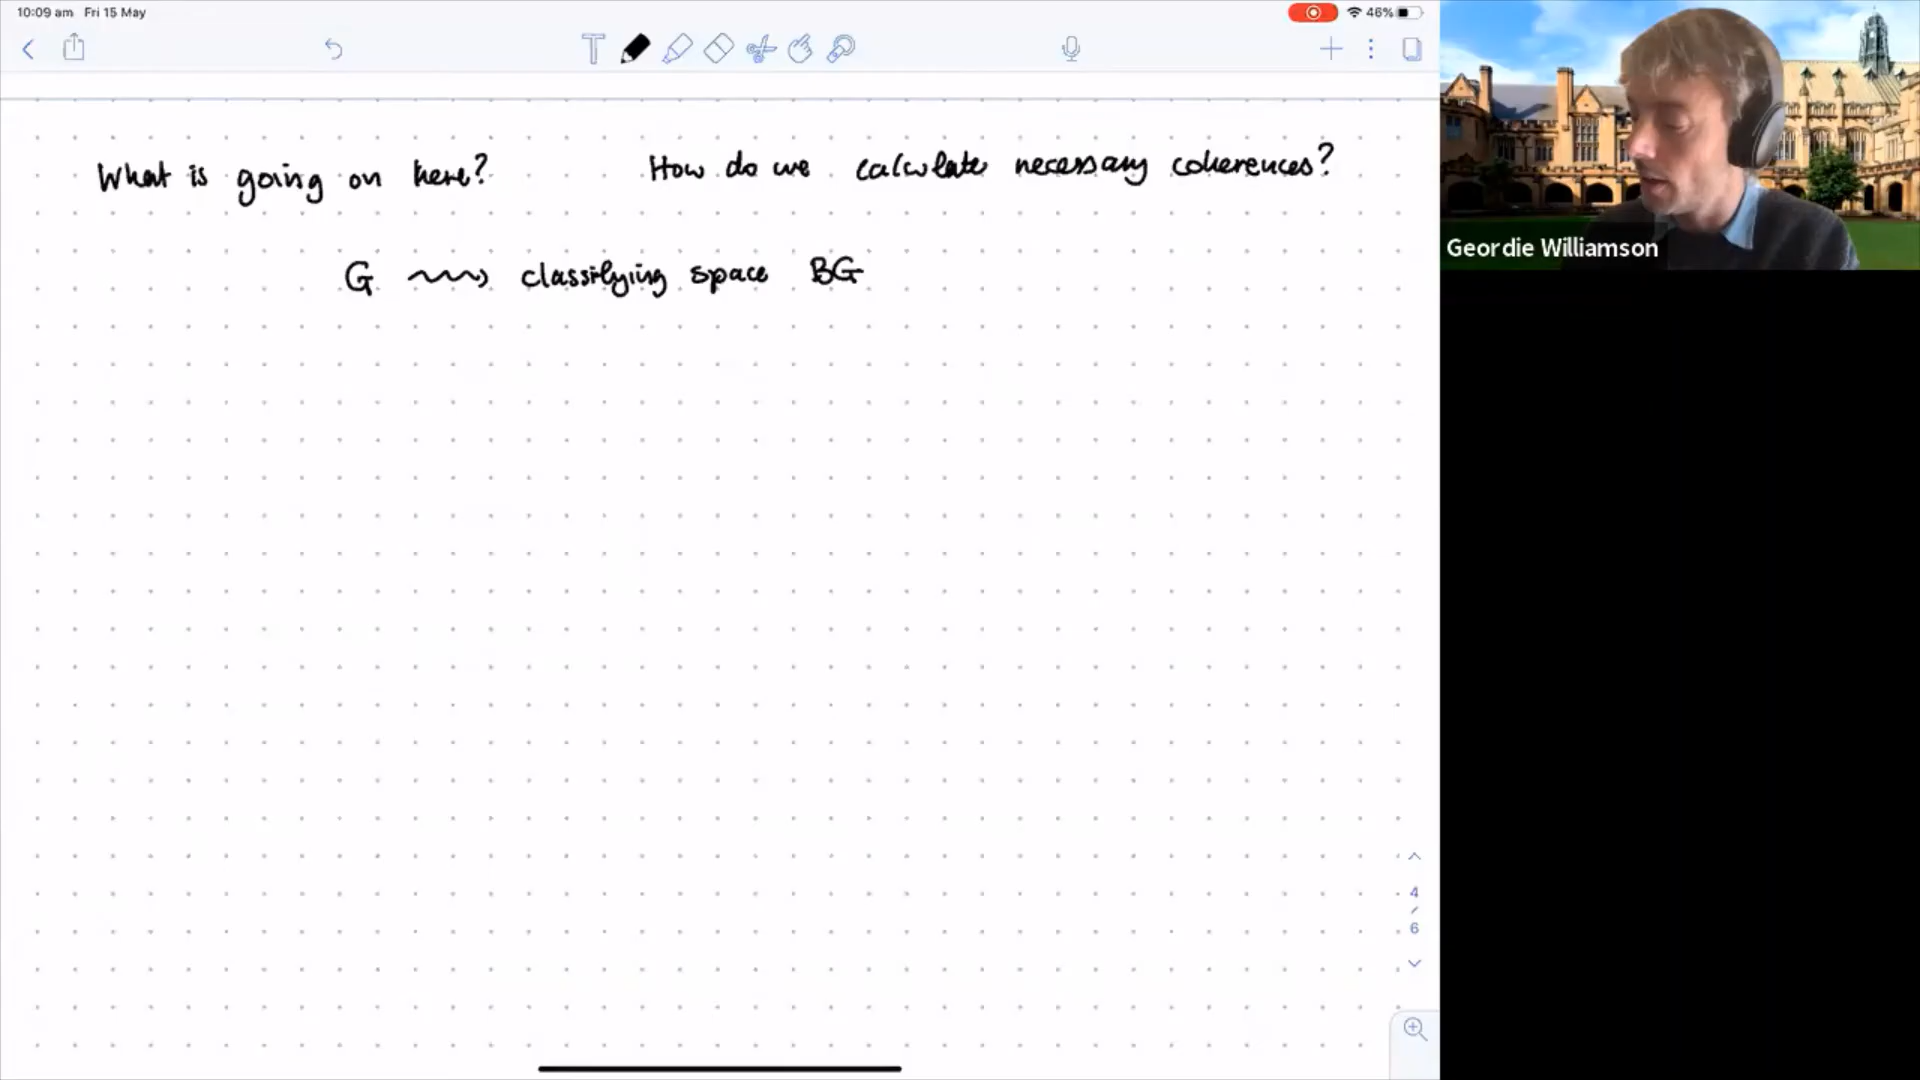 10:09 am Fri 15 May
46%
What is going on here? How do we calculate necessary coherences?
G ⇝ classifying space BG
Geordie Williamson
4
/
6